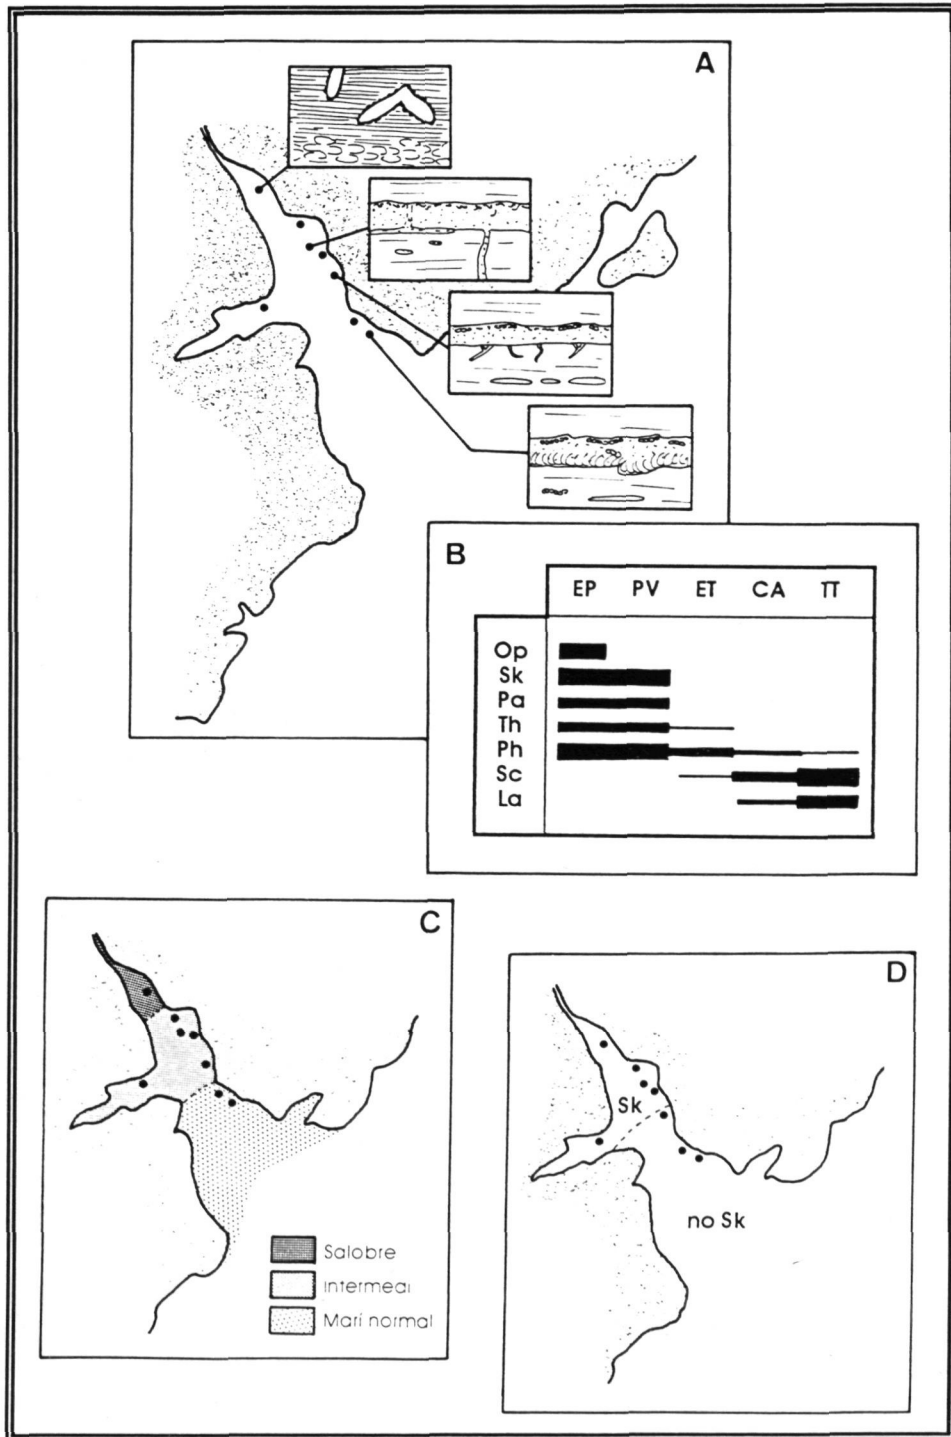 A
B
EP PV ET CA TT
Op
Sk
Pa
Th
Ph
Sc
La
C
Salobre
Intermedi
Marí normal
D
Sk
no Sk